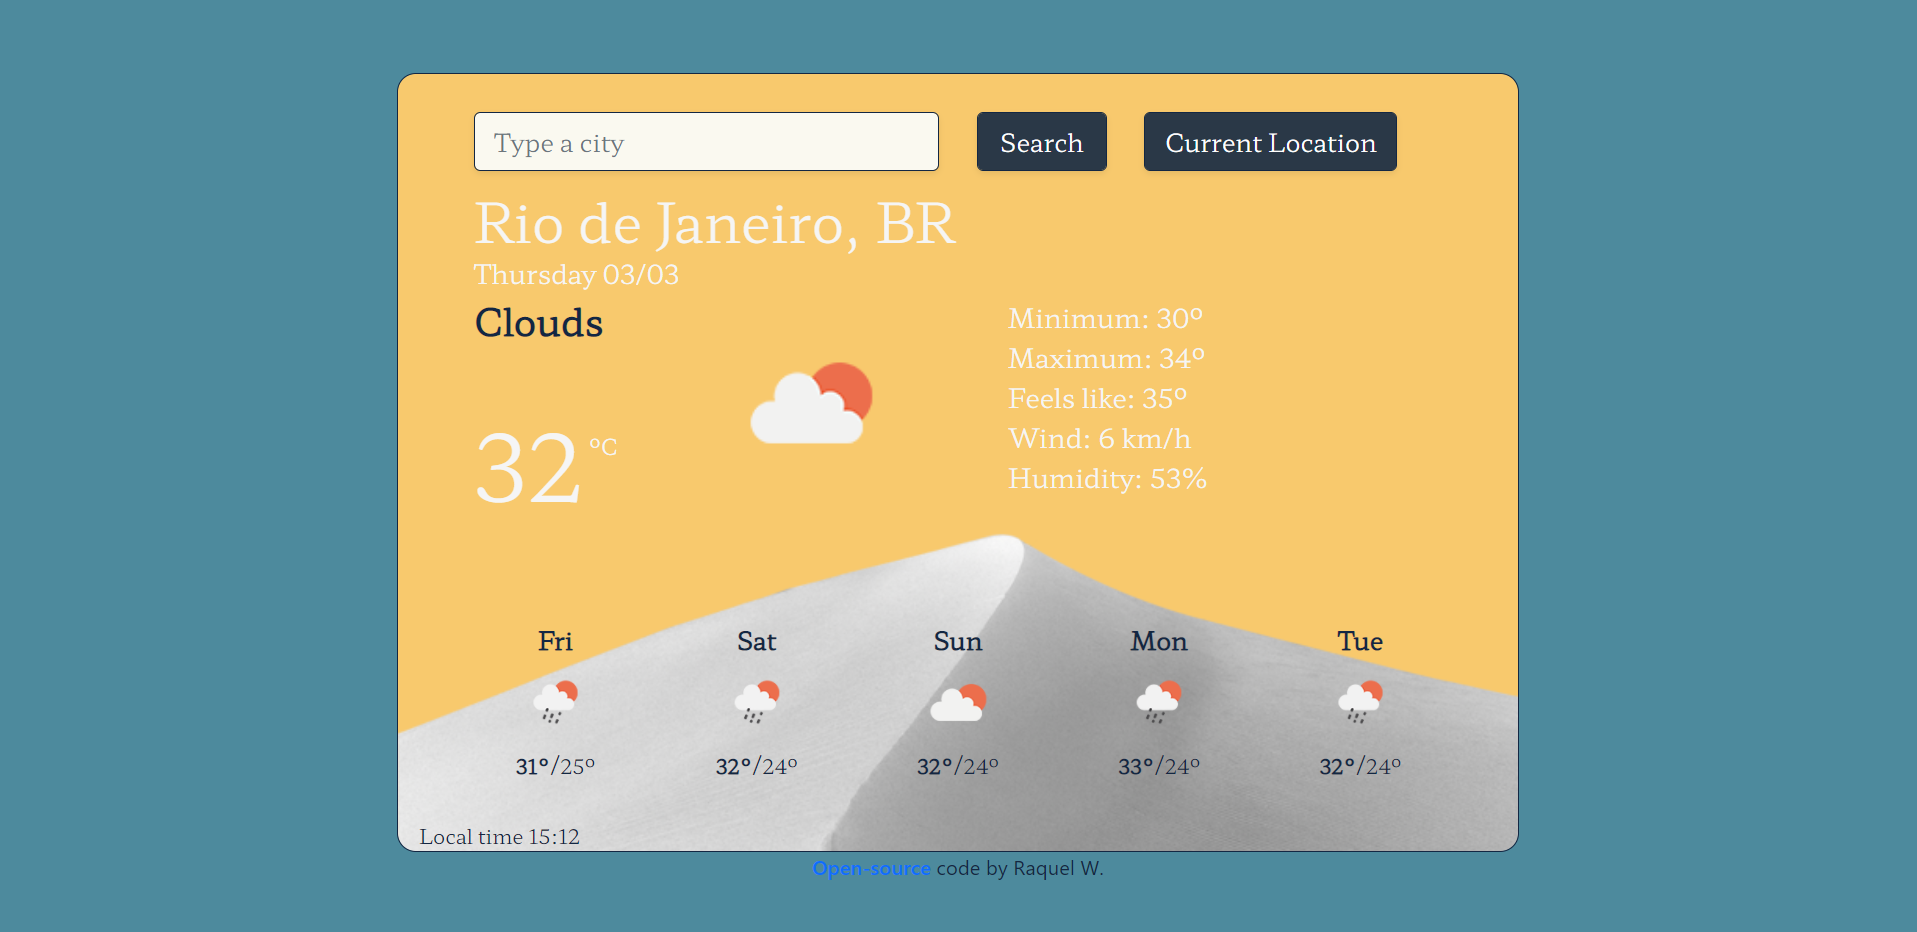 Type a city
Search
Current Location
Rio de Janeiro, BR
Thursday 03/03
Clouds
32 ºC
Minimum: 30º
Maximum: 34º
Feels like: 35º
Wind: 6 km/h
Humidity: 53%
Fri Sat Sun Mon Tue
31º/25º 32º/24º 32º/24º 33º/24º 32º/24º
Local time 15:12
Open-source code by Raquel W.